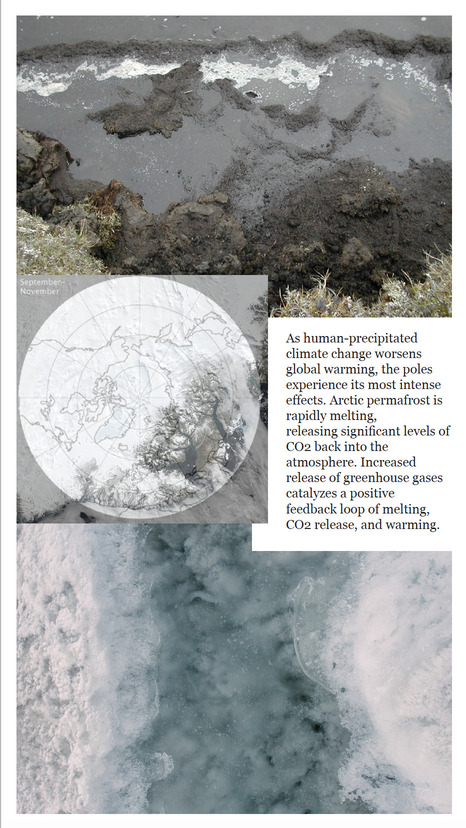 September-
November
As human-precipitated
climate change worsens
global warming, the poles
experience its most intense
effects. Arctic permafrost is
rapidly melting,
releasing significant levels of
CO2 back into the
atmosphere. Increased
release of greenhouse gases
catalyzes a positive
feedback loop of melting,
CO2 release, and warming.